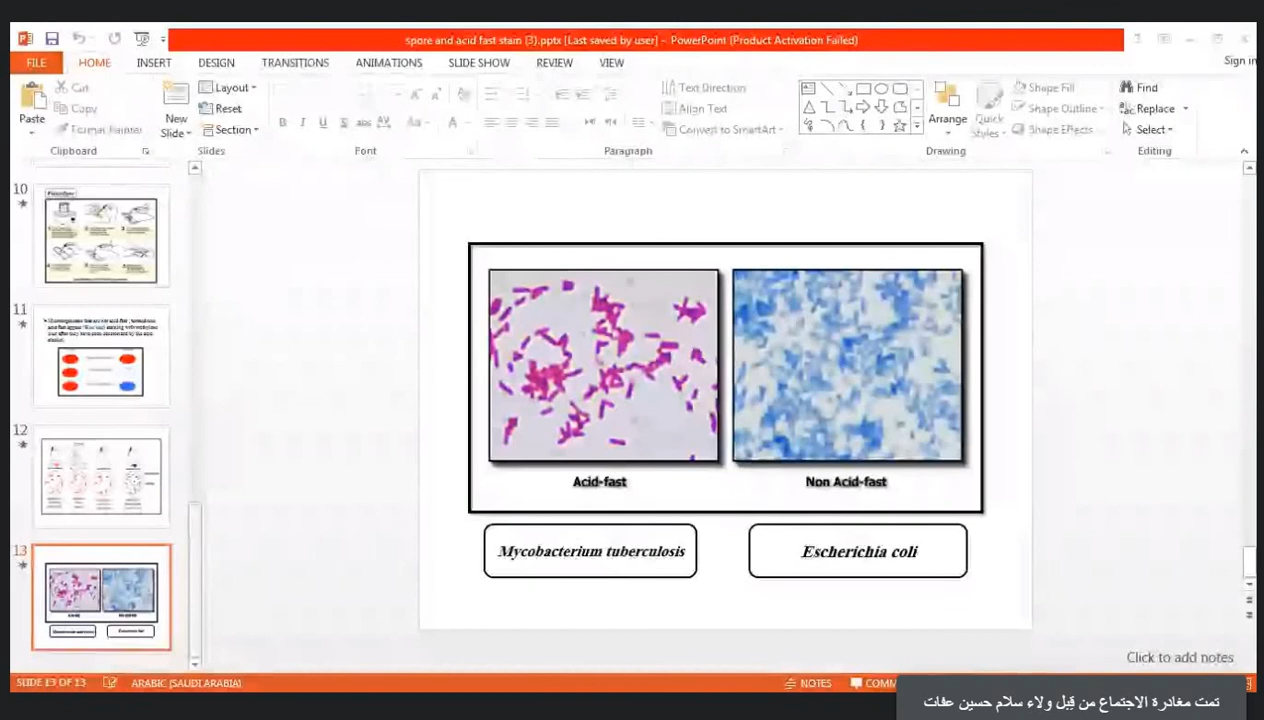 spore and acid fast stain (3).pptx [Last saved by user] - PowerPoint (Product Activation Failed)
FILE HOME INSERT DESIGN TRANSITIONS ANIMATIONS SLIDE SHOW REVIEW VIEW Sign in
Cut
Copy
Format Painter
Paste
Clipboard
New Slide
Layout
Reset
Section
Slides
Font
Text Direction
Align Text
Convert to SmartArt
Paragraph
Arrange
Quick Styles
Shape Fill
Shape Outline
Shape Effects
Drawing
Find
Replace
Select
Editing
10
11
12
13
Acid-fast Non Acid-fast
Mycobacterium tuberculosis Escherichia coli
Click to add notes
SLIDE 13 OF 13 ARABIC (SAUDI ARABIA) NOTES COMM
تمت مغادرة الاجتماع من قِبل ولاء سلام حسين عفات